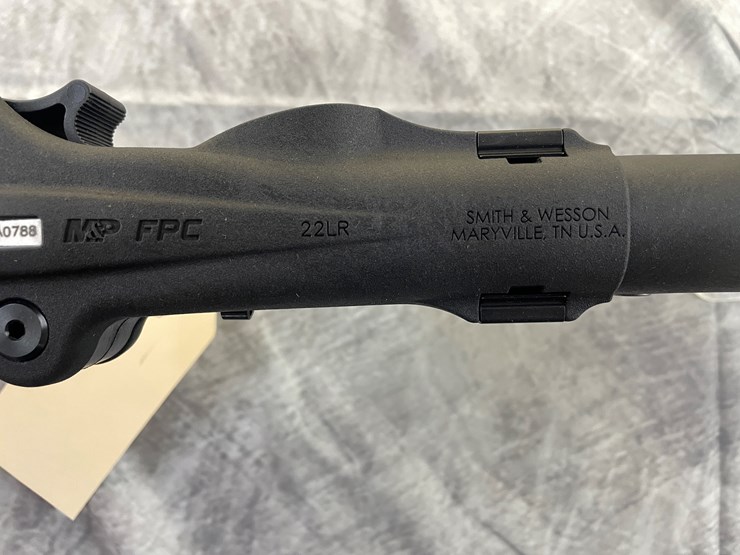 A0788
M&P FPC
22LR
SMITH & WESSON
MARYVILLE, TN U.S.A.